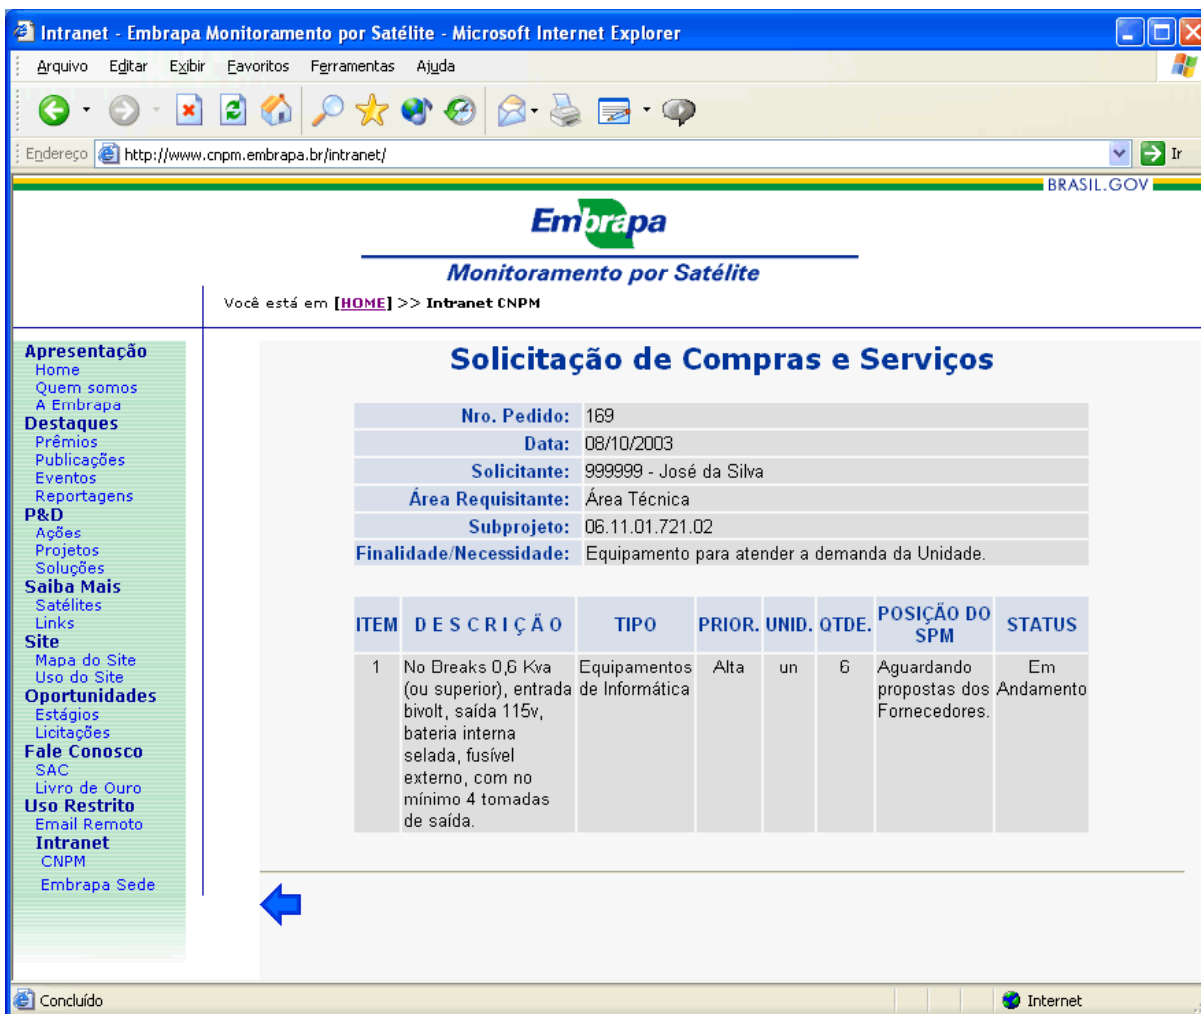 Intranet - Embrapa Monitoramento por Satélite - Microsoft Internet Explorer
Arquivo Editar Exibir Favoritos Ferramentas Ajuda
Endereço http://www.cnpm.embrapa.br/intranet/ Ir
BRASIL.GOV
Embrapa
Monitoramento por Satélite
Você está em [HOME] >> Intranet CNPM
Apresentação
Home
Quem somos
A Embrapa
Destaques
Prêmios
Publicações
Eventos
Reportagens
P&D
Ações
Projetos
Soluções
Saiba Mais
Satélites
Links
Site
Mapa do Site
Uso do Site
Oportunidades
Estágios
Licitações
Fale Conosco
SAC
Livro de Ouro
Uso Restrito
Email Remoto
Intranet
CNPM
Embrapa Sede
Solicitação de Compras e Serviços
Nro. Pedido: 169
Data: 08/10/2003
Solicitante: 999999 - José da Silva
Área Requisitante: Área Técnica
Subprojeto: 06.11.01.721.02
Finalidade/Necessidade: Equipamento para atender a demanda da Unidade.
ITEM D E S C R I Ç Ã O TIPO PRIOR. UNID. QTDE. POSIÇÃO DO SPM STATUS
1 No Breaks 0,6 Kva Equipamentos Alta un 6 Aguardando Em
(ou superior), entrada de Informática propostas dos Andamento
bivolt, saída 115v, Fornecedores.
bateria interna
selada, fusível
externo, com no
mínimo 4 tomadas
de saída.
Concluído Internet